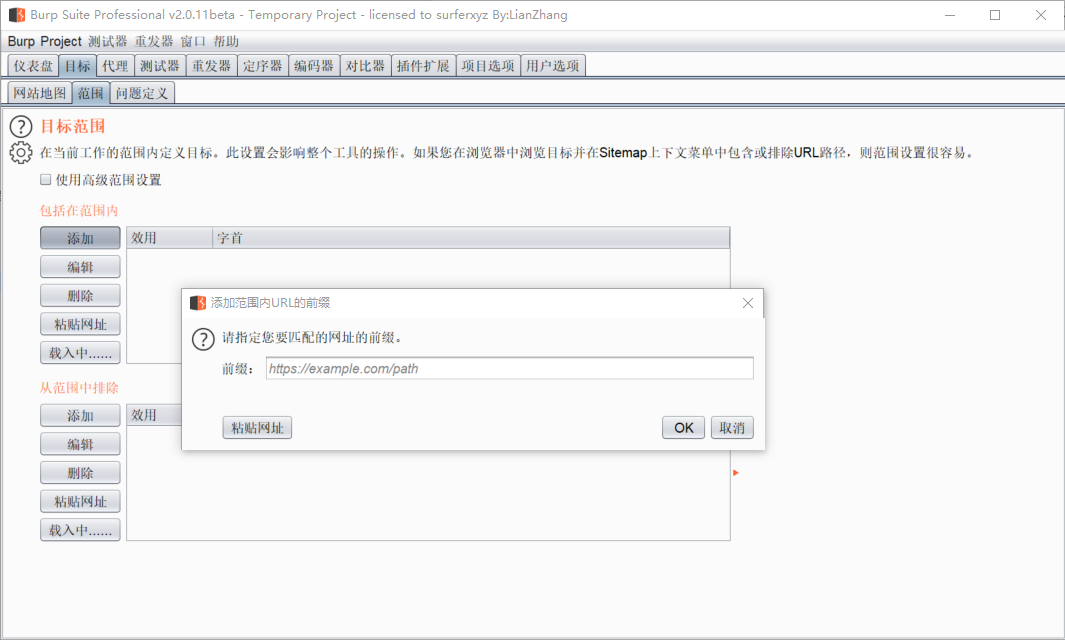 Burp Suite Professional v2.0.11beta - Temporary Project - licensed to surferxyz By:LianZhang
Burp Project 测试器 重发器 窗口 帮助
仪表盘 目标 代理 测试器 重发器 定序器 编码器 对比器 插件扩展 项目选项 用户选项
网站地图 范围 问题定义
目标范围
在当前工作的范围内定义目标。此设置会影响整个工具的操作。如果您在浏览器中浏览目标并在Sitemap上下文菜单中包含或排除URL路径，则范围设置很容易。
使用高级范围设置
包括在范围内
添加 效用 字首
编辑
删除
粘贴网址
载入中......
添加范围内URL的前缀
请指定您要匹配的网址的前缀。
前缀： https://example.com/path
粘贴网址 OK 取消
从范围中排除
添加 效用
编辑
删除
粘贴网址
载入中......